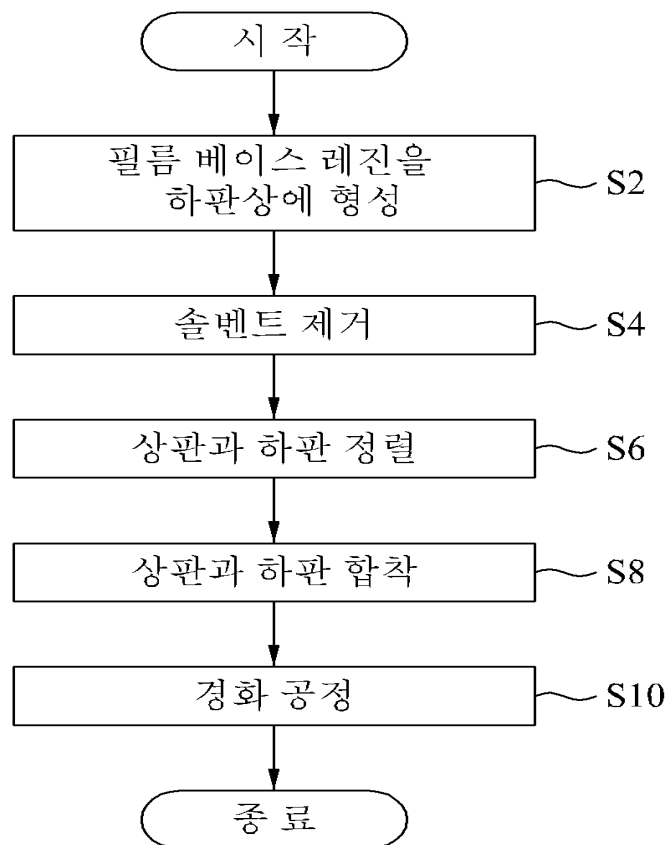 시 작
필름 베이스 레진을
하판상에 형성
S2
솔벤트 제거
S4
상판과 하판 정렬
S6
상판과 하판 합착
S8
경화 공정
S10
종 료